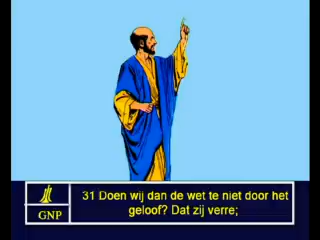 31 Doen wij dan de wet te niet door het
geloof? Dat zij verre;
GNP